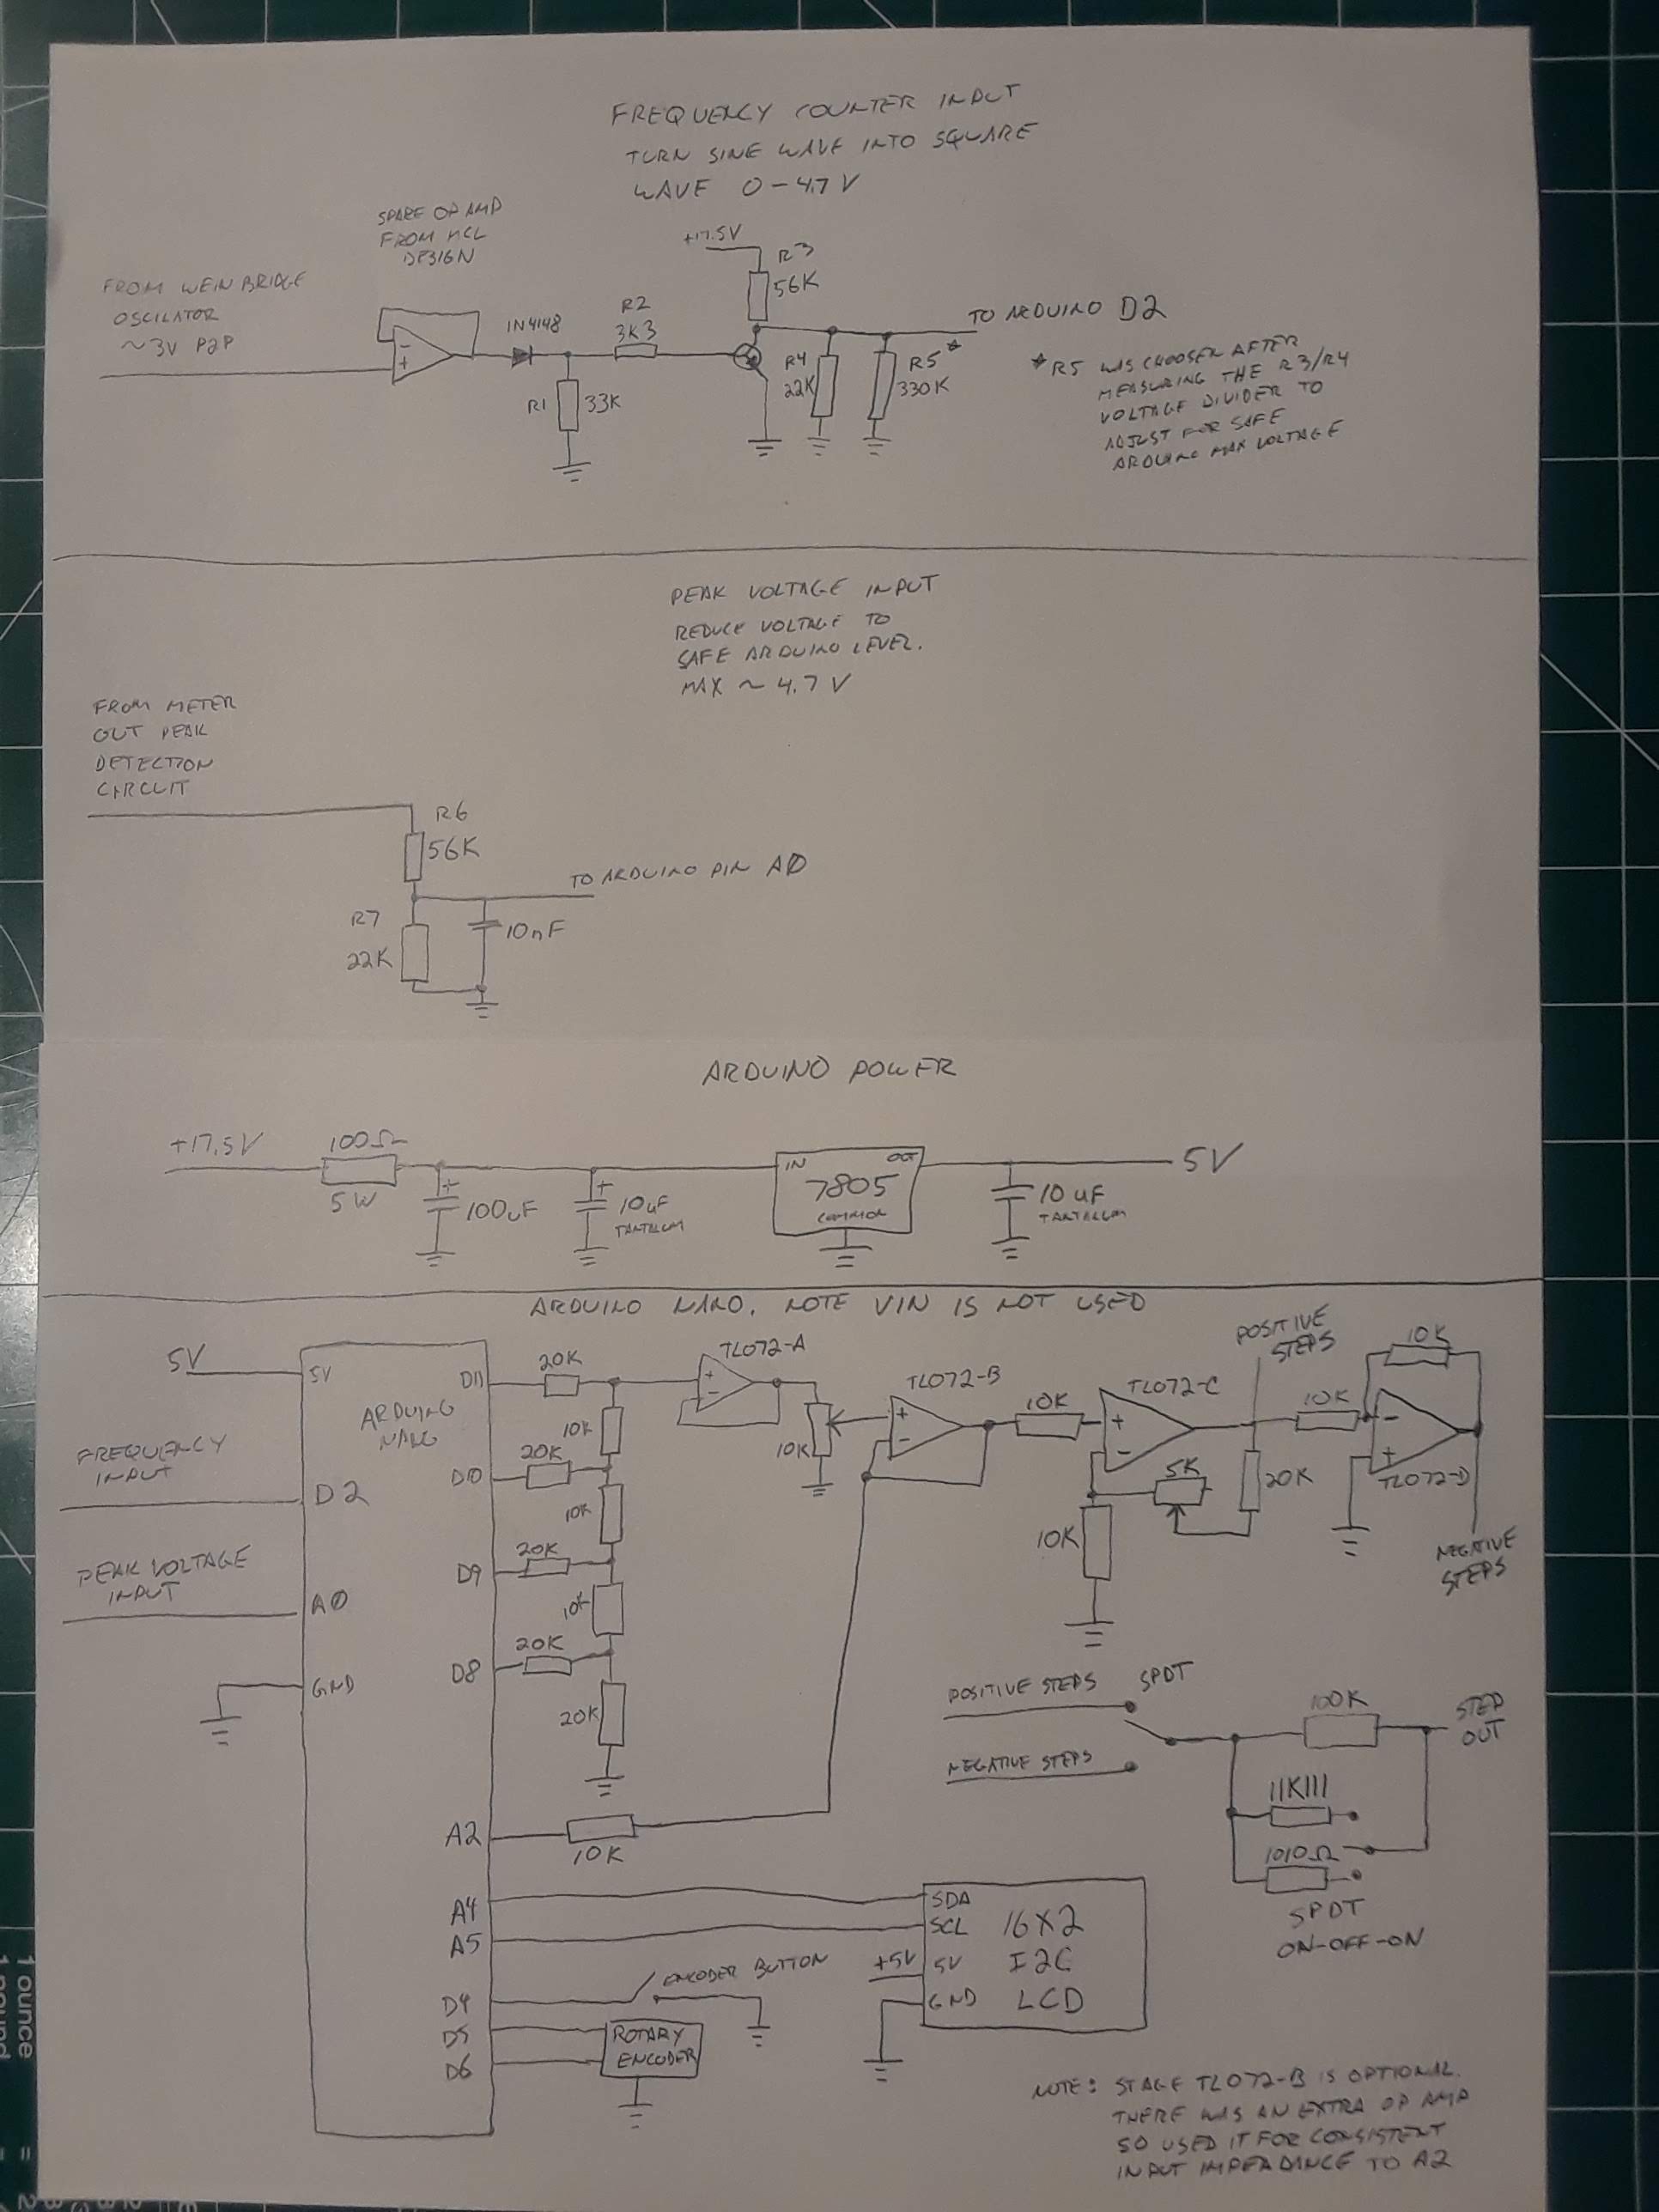 FREQUENCY COUNTER INPUT
TURN SINE WAVE INTO SQUARE
WAVE 0-4.7 V
SPARE OP AMP
FROM
DESIGN
FROM WEIN BRIDGE
OSCILATOR
~3V P2P
-
+
1N4148
R1
33K
R2
3K3
+17.5V
R3
56K
R4
22K
R5*
330K
TO ARDUINO D2
*R5 WAS CHOOSEN AFTER
MEASURING THE R3/R4
VOLTAGE DIVIDER TO
ADJUST FOR SAFE
ARDUINO MAX VOLTAGE
PEAK VOLTAGE INPUT
REDUCE VOLTAGE TO
SAFE ARDUINO LEVEL.
MAX ~ 4.7 V
FROM METER
OUT PEAK
DETECTION
CIRCUIT
R6
56K
TO ARDUINO PIN A0
R7
22K
10nF
ARDUINO POWER
+17.5V
100Ω
5W
+
100uF
+
10uF
TANTALUM
IN
OUT
7805
COMMON
5V
10 uF
TANTALUM
ARDUINO NANO. NOTE VIN IS NOT USED
5V
5V
ARDUINO
NANO
FREQUENCY
INPUT
D2
PEAK VOLTAGE
INPUT
A0
GND
D11
20K
10K
D10
20K
10K
D9
20K
10K
D8
20K
20K
TL072-A
+
-
10K
TL072-B
+
-
10K
TL072-C
+
-
5K
10K
20K
POSITIVE
STEPS
10K
10K
-
+
TL072-D
NEGATIVE
STEPS
POSITIVE STEPS
SPDT
NEGATIVE STEPS
100K
STEP
OUT
11K111
1010Ω
SPDT
ON-OFF-ON
A2
10K
A4
A5
SDA
SCL
16X2
+5V
5V
I2C
GND
LCD
D4
ENCODER BUTTON
D5
D6
ROTARY
ENCODER
NOTE: STAGE TL072-B IS OPTIONAL.
THERE WAS AN EXTRA OP AMP
SO USED IT FOR CONSISTENT
INPUT IMPEADANCE TO A2
1 ounce